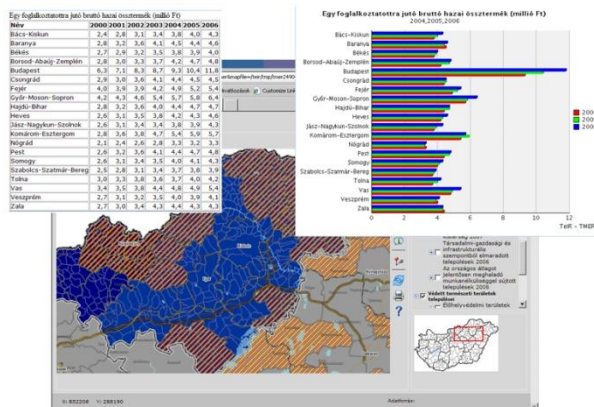 Egy foglalkoztatottra jutó bruttó hazai össztermék (millió Ft)
Név 2000 2001 2002 2003 2004 2005 2006
Bács-Kiskun 2,4 2,8 3,1 3,4 3,8 4,0 4,3
Baranya 2,8 3,2 3,6 4,1 4,5 4,4 4,6
Békés 2,7 2,9 3,2 3,5 3,8 3,9 4,0
Borsod-Abaúj-Zemplén 2,8 3,0 3,3 3,7 4,2 4,7 4,8
Budapest 6,3 7,1 8,3 8,7 9,3 10,4 11,8
Csongrád 2,9 3,0 3,6 4,1 4,4 4,5 4,5
Fejér 4,0 3,9 3,9 4,2 4,9 5,2 5,4
Győr-Moson-Sopron 4,2 4,3 4,6 5,4 5,7 5,8 6,4
Hajdú-Bihar 2,8 3,2 3,6 4,0 4,4 4,7 4,7
Heves 2,6 3,1 3,5 3,8 4,2 4,3 4,6
Jász-Nagykun-Szolnok 2,6 3,1 3,4 3,4 3,8 3,9 4,3
Komárom-Esztergom 2,8 3,6 3,8 4,7 5,4 5,9 5,7
Nógrád 2,1 2,4 2,6 2,8 3,3 3,2 3,3
Pest 2,6 3,2 3,6 4,1 4,4 4,7 4,8
Somogy 2,6 3,1 3,4 3,5 4,0 4,1 4,3
Szabolcs-Szatmár-Bereg 2,5 2,8 3,1 3,4 3,7 3,8 3,9
Tolna 3,0 3,3 3,8 3,6 3,7 4,0 4,2
Vas 3,4 3,5 3,8 4,4 4,8 4,9 5,4
Veszprém 2,7 3,1 3,2 3,5 4,0 3,9 4,1
Zala 2,7 3,0 3,4 4,3 4,4 4,3 4,3
Egy foglalkoztatottra jutó bruttó hazai össztermék (millió Ft)
2004,2005,2006
Bács-Kiskun
Baranya
Békés
Borsod-Abaúj-Zemplén
Budapest
Csongrád
Fejér
Győr-Moson-Sopron
Hajdú-Bihar
Heves
Jász-Nagykun-Szolnok
Komárom-Esztergom
Nógrád
Pest
Somogy
Szabolcs-Szatmár-Bereg
Tolna
Vas
Veszprém
Zala
0 2 4 6 8 10 12
TeIR - TMER
Customize Link
Társadalmi-gazdasági és
infrastrukturális
szempontból elmaradott
települések 2006
Az országos átlagot
jelentősen meghaladó
munkanélküliséggel sújtott
települések 2006
Védett természeti területek
települései
Élőhelyvédelmi területek
Adatforrás: